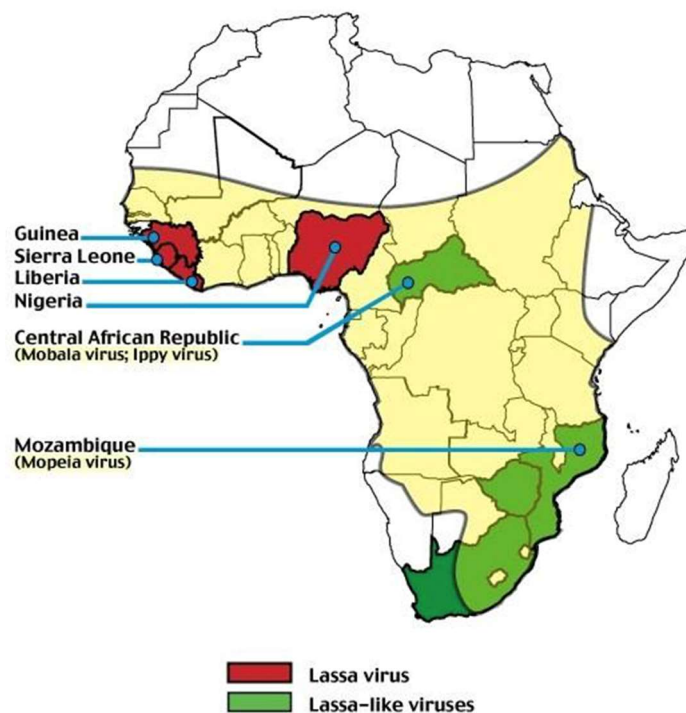 Guinea
Sierra Leone
Liberia
Nigeria
Central African Republic
(Mobala virus; Ippy virus)
Mozambique
(Mopeia virus)
Lassa virus
Lassa-like viruses